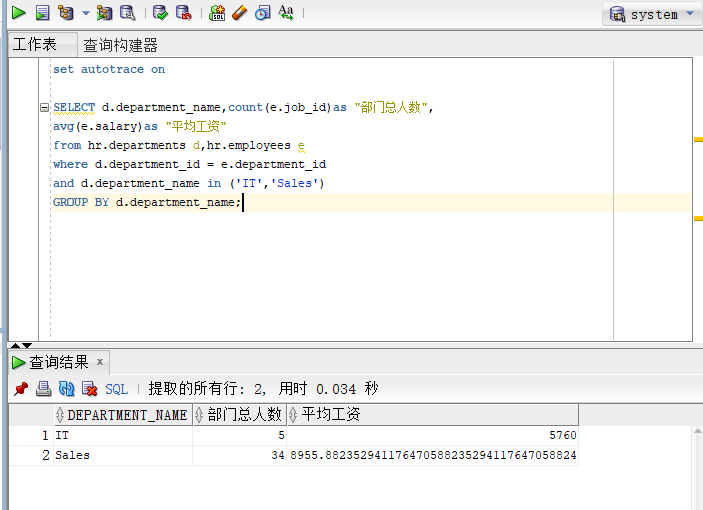 system
工作表 查询构建器
set autotrace on
SELECT d.department_name,count(e.job_id)as "部门总人数",
avg(e.salary)as "平均工资"
from hr.departments d,hr.employees e
where d.department_id = e.department_id
and d.department_name in ('IT','Sales')
GROUP BY d.department_name;
查询结果 x
SQL | 提取的所有行: 2, 用时 0.034 秒
DEPARTMENT_NAME 部门总人数 平均工资
1 IT 5 5760
2 Sales 34 8955.88235294117647058823529411764705882​4